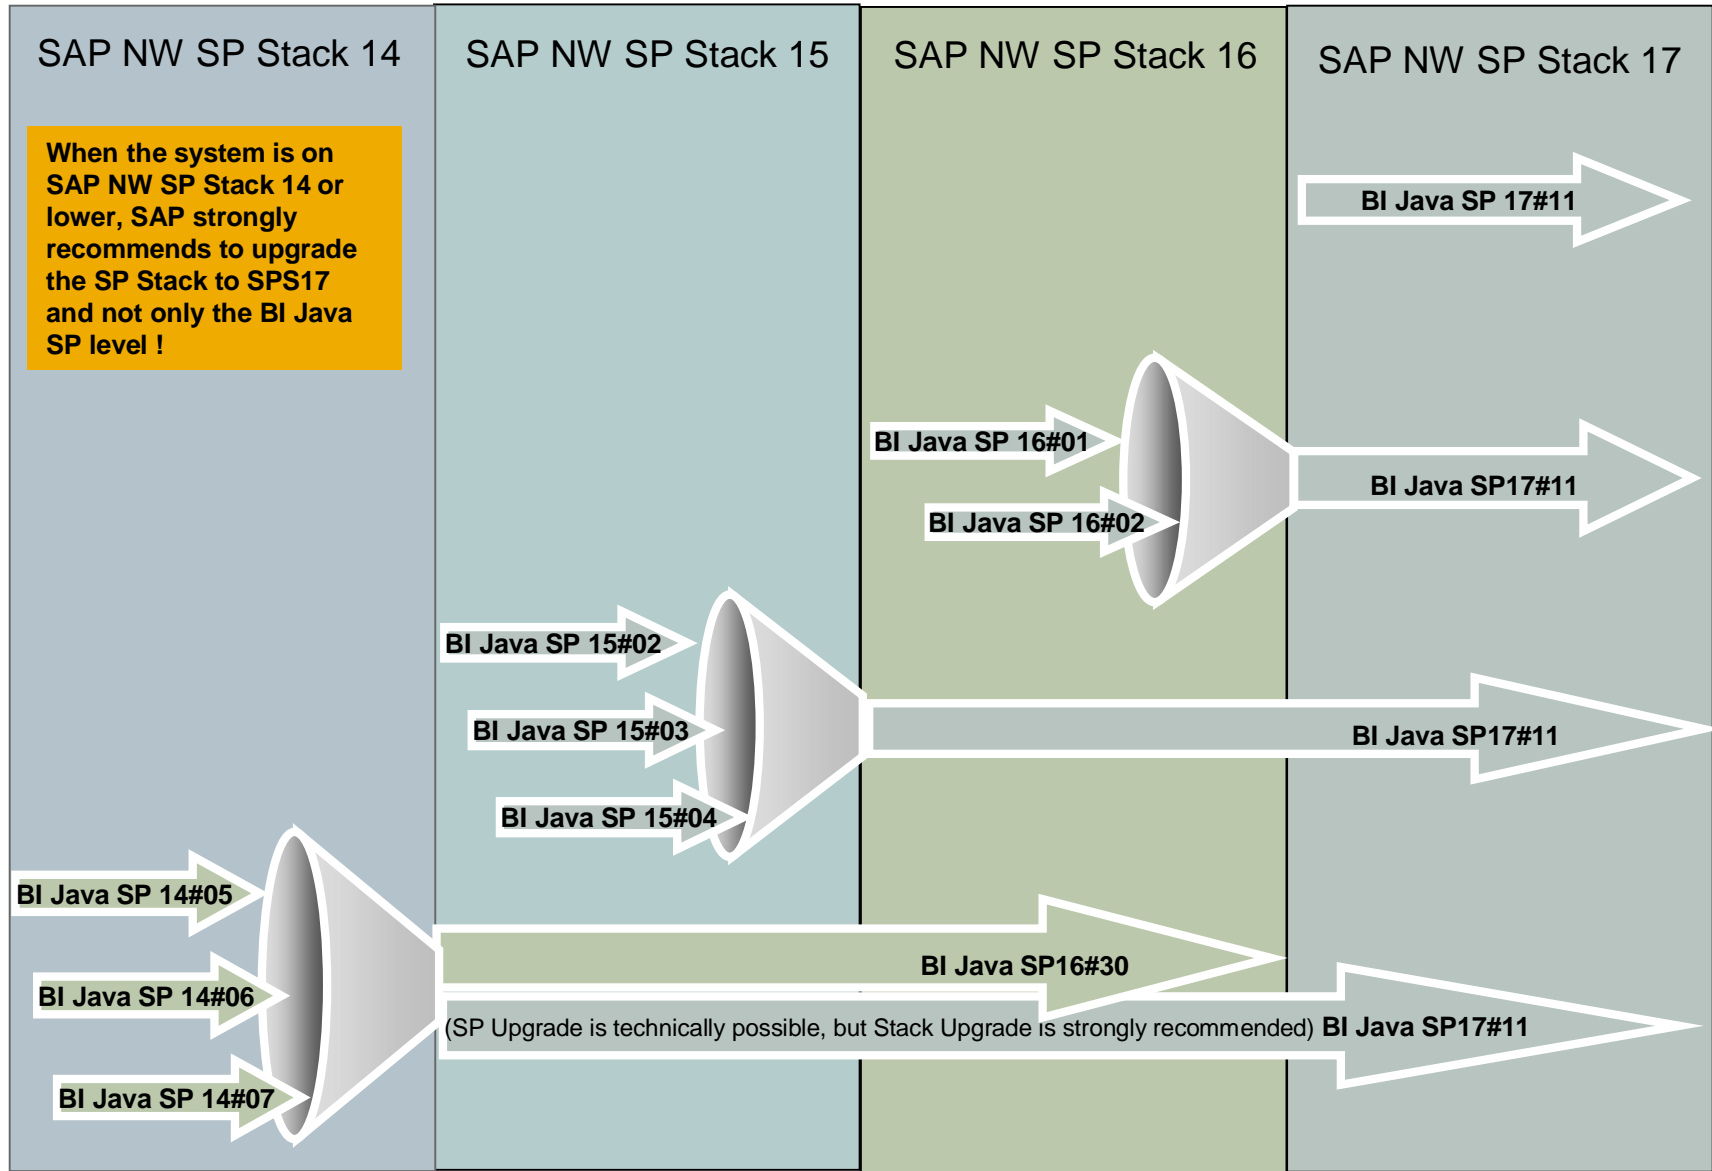 SAP NW SP Stack 14
SAP NW SP Stack 15
SAP NW SP Stack 16
SAP NW SP Stack 17
When the system is on
SAP NW SP Stack 14 or
lower, SAP strongly
recommends to upgrade
the SP Stack to SPS17
and not only the BI Java
SP level !
BI Java SP 17#11
BI Java SP 16#01
BI Java SP17#11
BI Java SP 16#02
BI Java SP 15#02
BI Java SP 15#03
BI Java SP17#11
BI Java SP 15#04
BI Java SP 14#05
BI Java SP16#30
BI Java SP 14#06
(SP Upgrade is technically possible, but Stack Upgrade is strongly recommended) BI Java SP17#11
BI Java SP 14#07